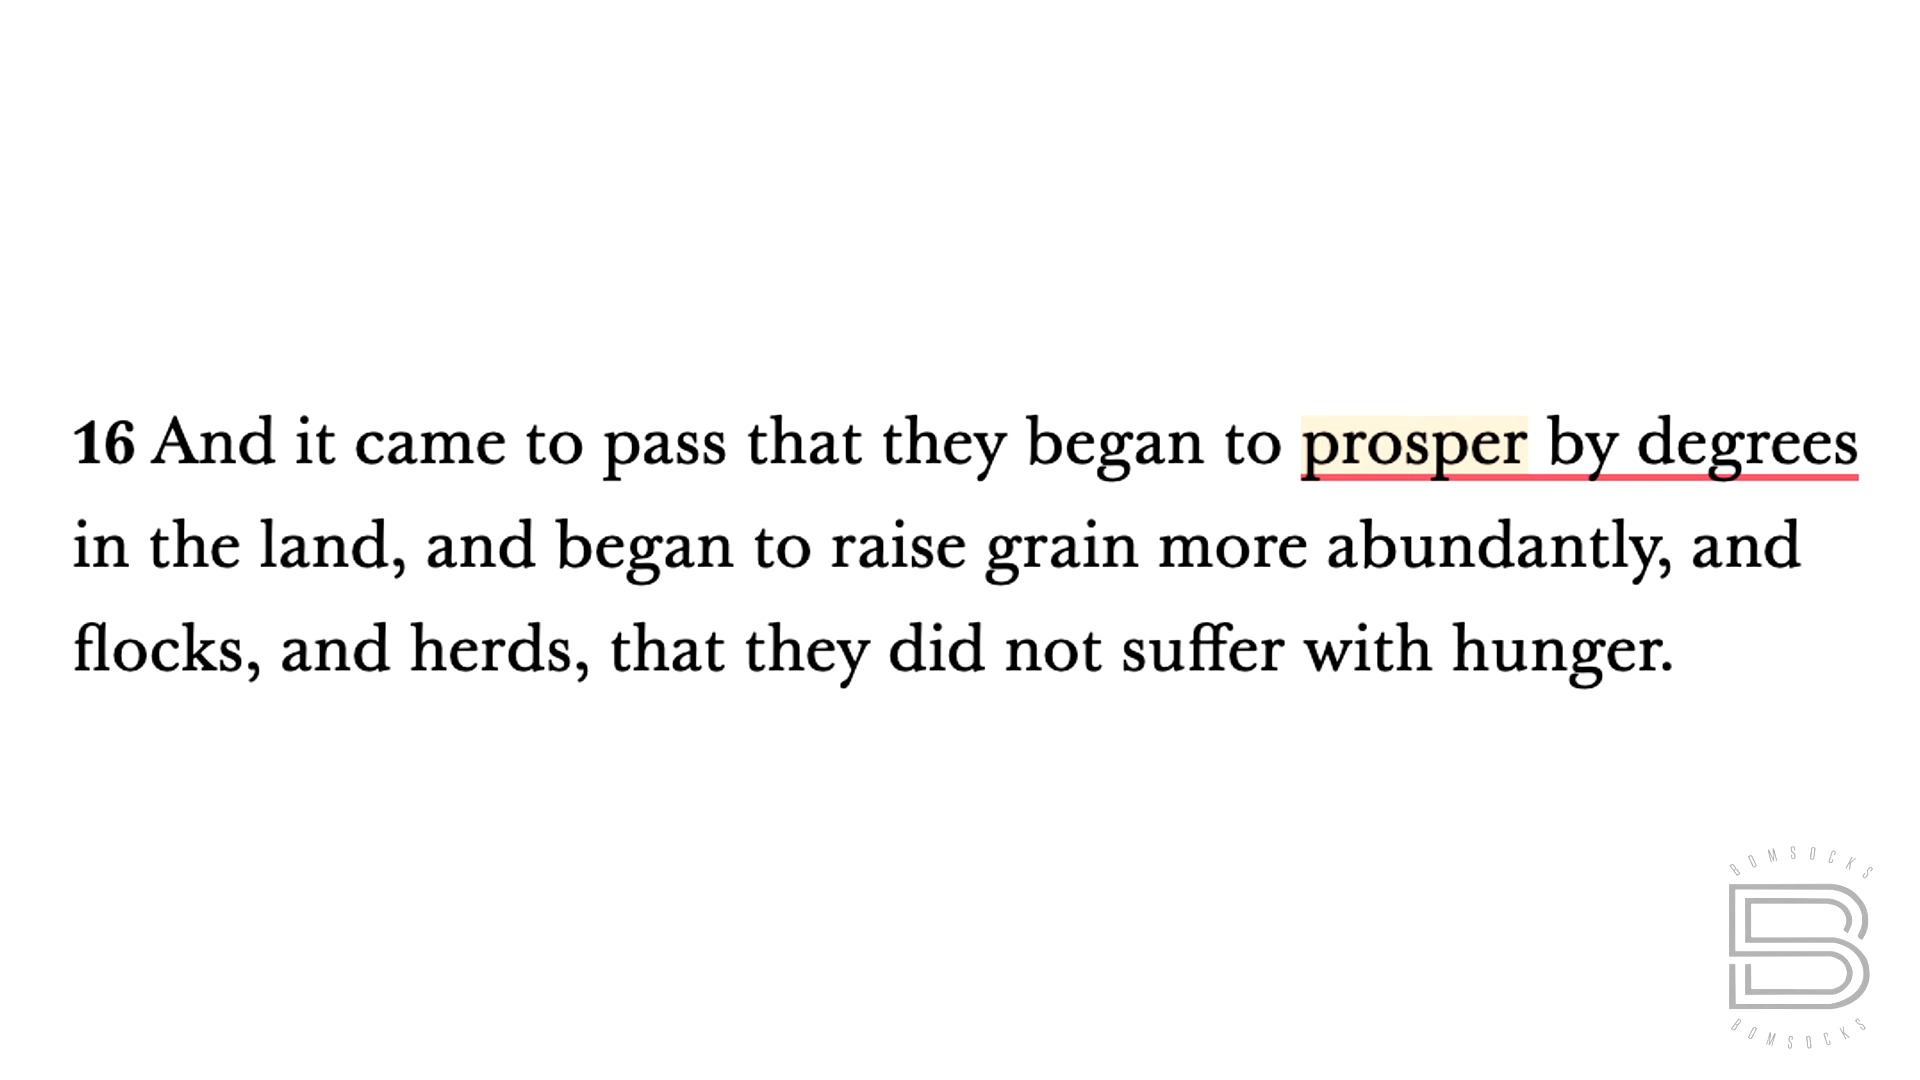 16 And it came to pass that they began to prosper by degrees
in the land, and began to raise grain more abundantly, and
flocks, and herds, that they did not suffer with hunger.
BOMSOCKS
B
BOMSOCKS